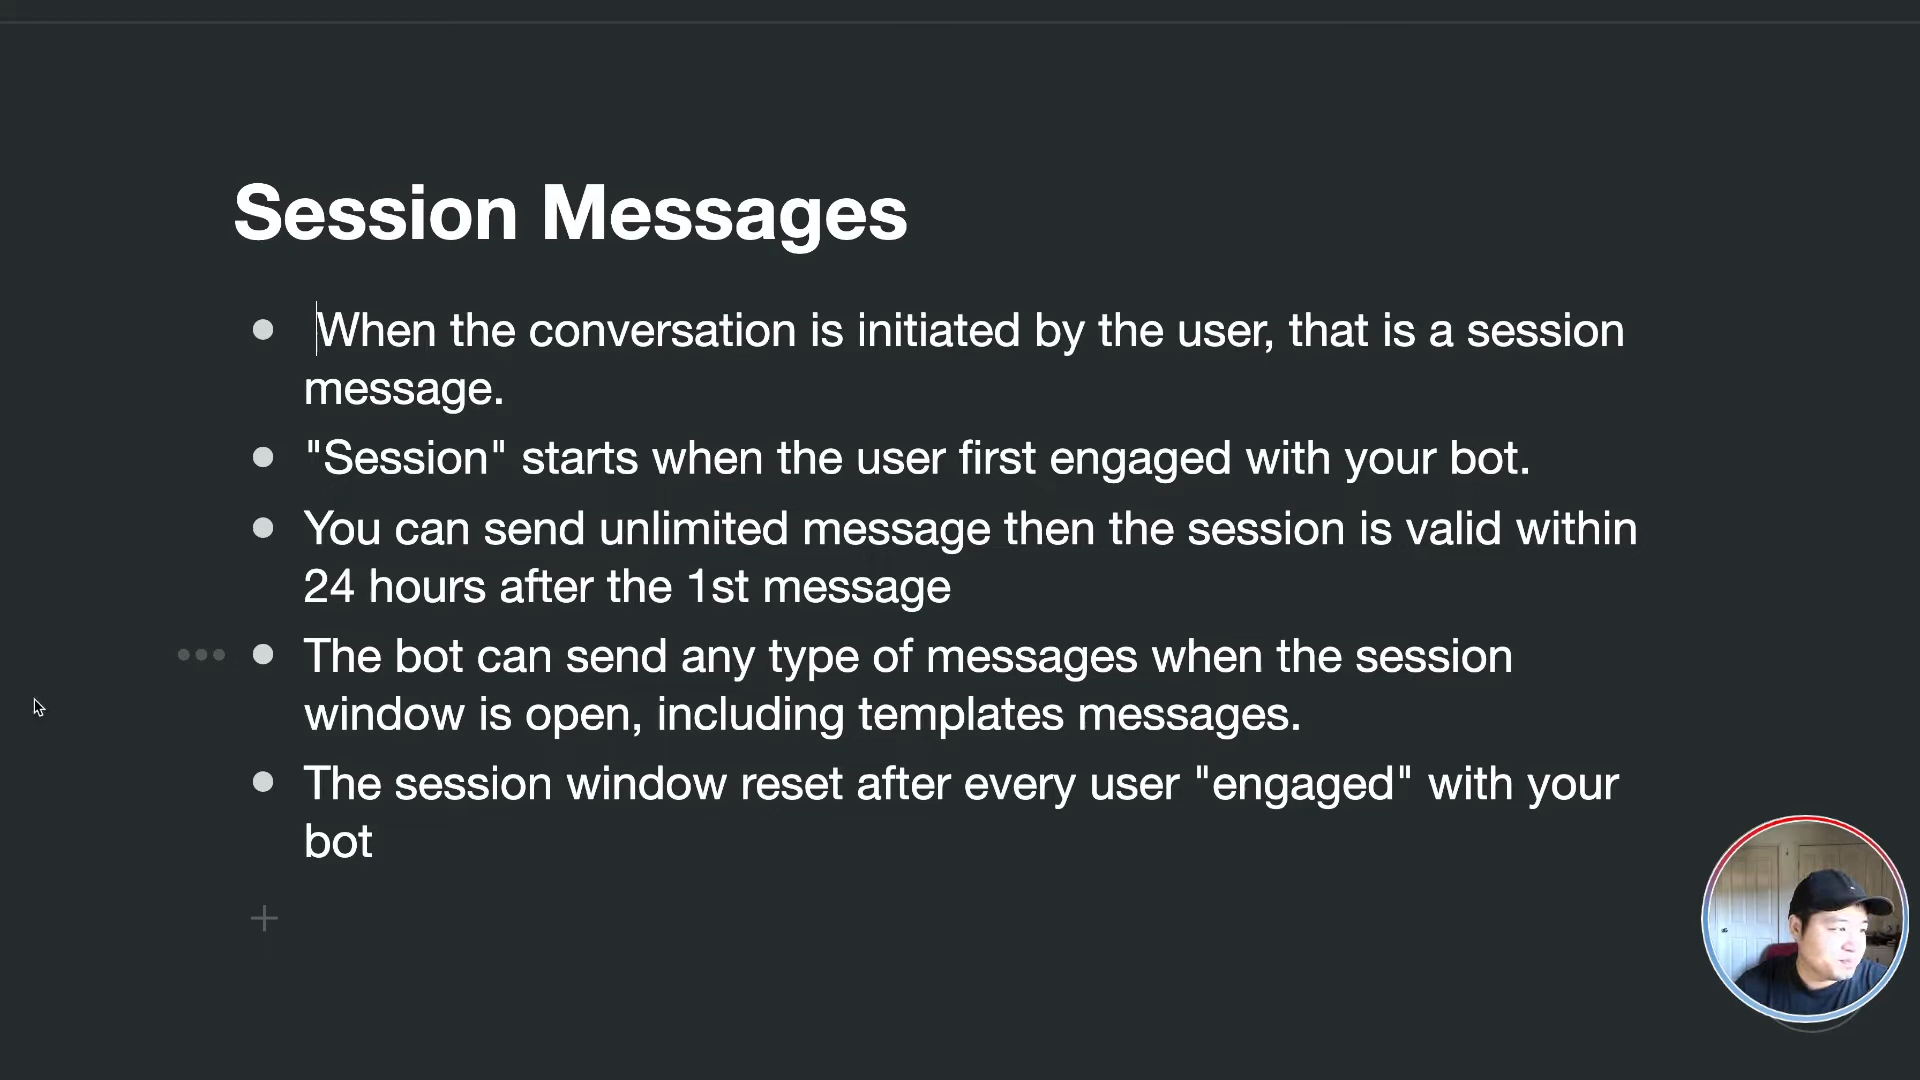 Session Messages
When the conversation is initiated by the user, that is a session
message.
"Session" starts when the user first engaged with your bot.
You can send unlimited message then the session is valid within
24 hours after the 1st message
The bot can send any type of messages when the session
window is open, including templates messages.
The session window reset after every user "engaged" with your
bot